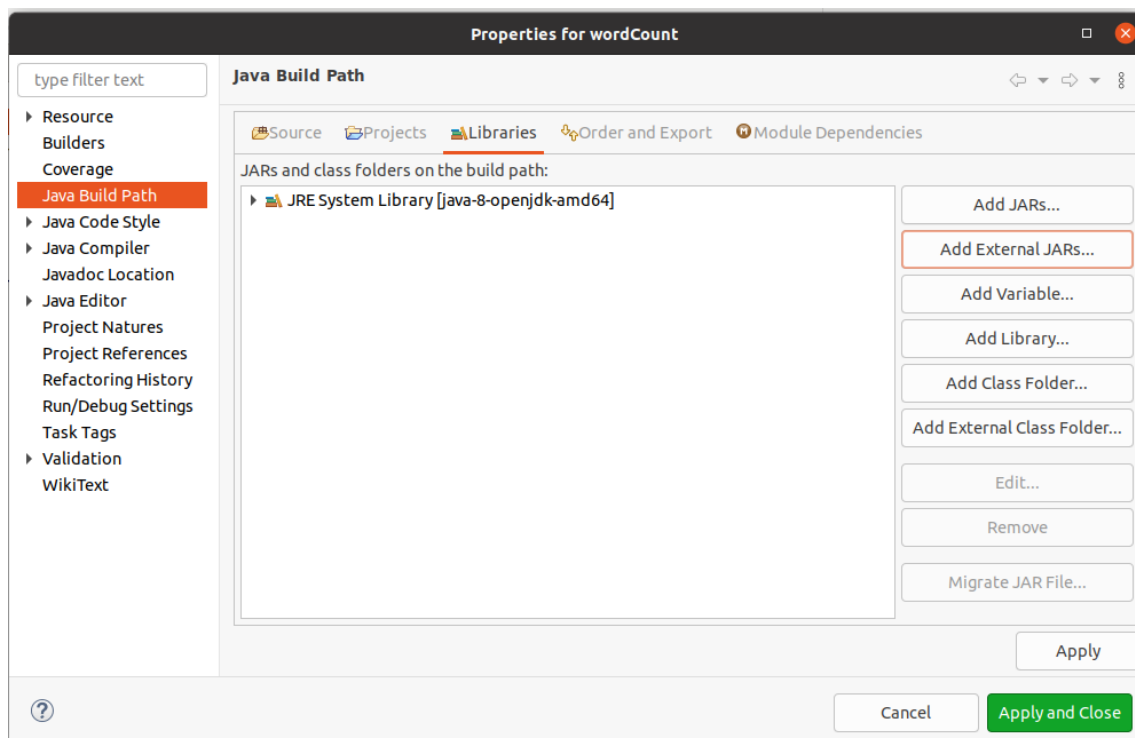 Properties for wordCount
type filter text
Resource
Builders
Coverage
Java Build Path
Java Code Style
Java Compiler
Javadoc Location
Java Editor
Project Natures
Project References
Refactoring History
Run/Debug Settings
Task Tags
Validation
WikiText
Java Build Path
Source Projects Libraries Order and Export Module Dependencies
JARs and class folders on the build path:
JRE System Library [java-8-openjdk-amd64]
Add JARs...
Add External JARs...
Add Variable...
Add Library...
Add Class Folder...
Add External Class Folder...
Edit...
Remove
Migrate JAR File...
Apply
Cancel Apply and Close